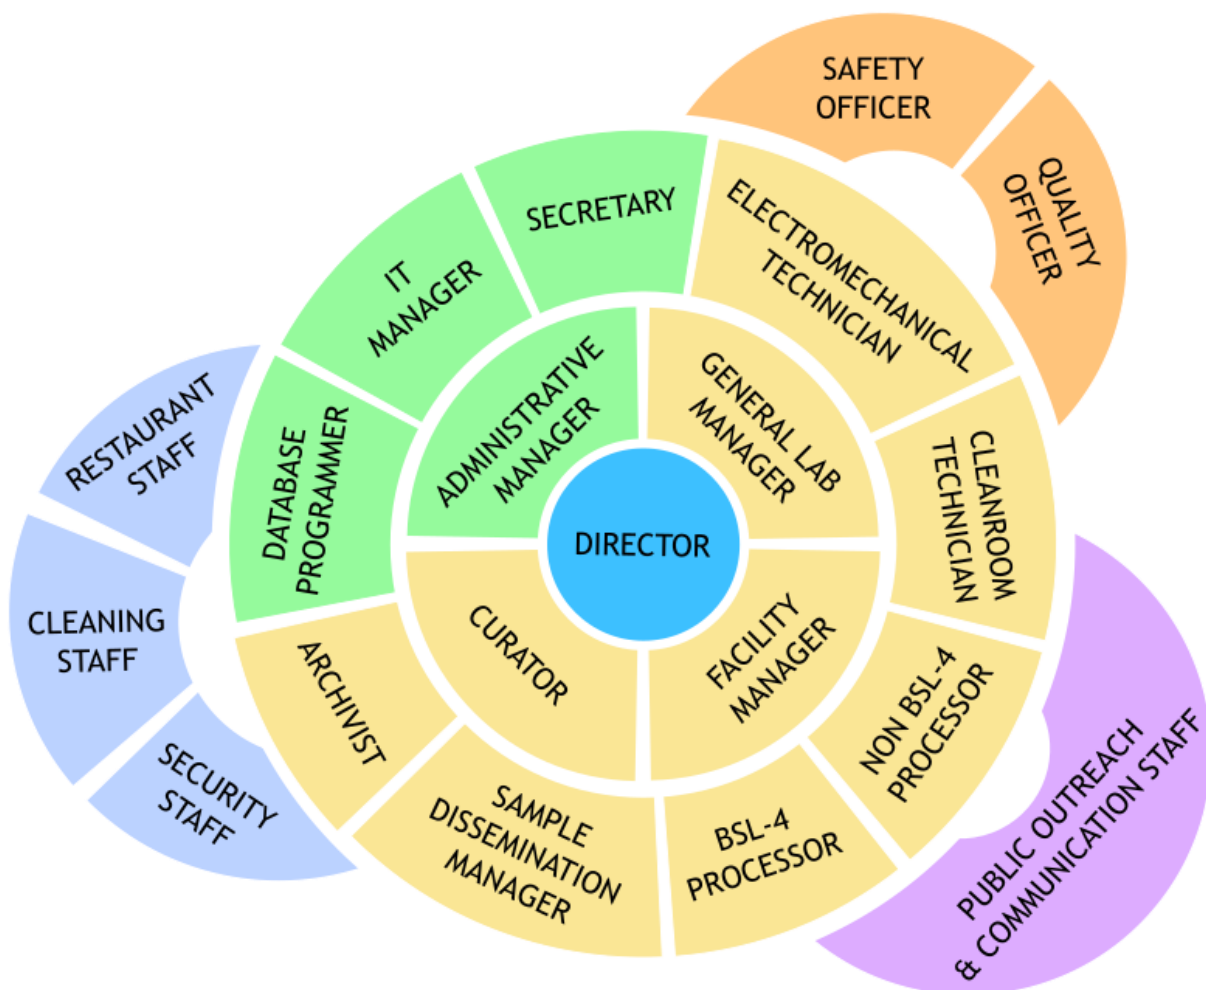 SAFETY
OFFICER
QUALITY
OFFICER
SECRETARY
ELECTROMECHANICAL
TECHNICIAN
IT
MANAGER
ADMINISTRATIVE
MANAGER
GENERAL LAB
MANAGER
RESTAURANT
STAFF
DATABASE
PROGRAMMER
CLEANROOM
TECHNICIAN
DIRECTOR
CLEANING
STAFF
CURATOR
FACILITY
MANAGER
ARCHIVIST
NON BSL-4
PROCESSOR
SECURITY
STAFF
SAMPLE
DISSEMINATION
MANAGER
BSL-4
PROCESSOR
PUBLIC OUTREACH
& COMMUNICATION STAFF